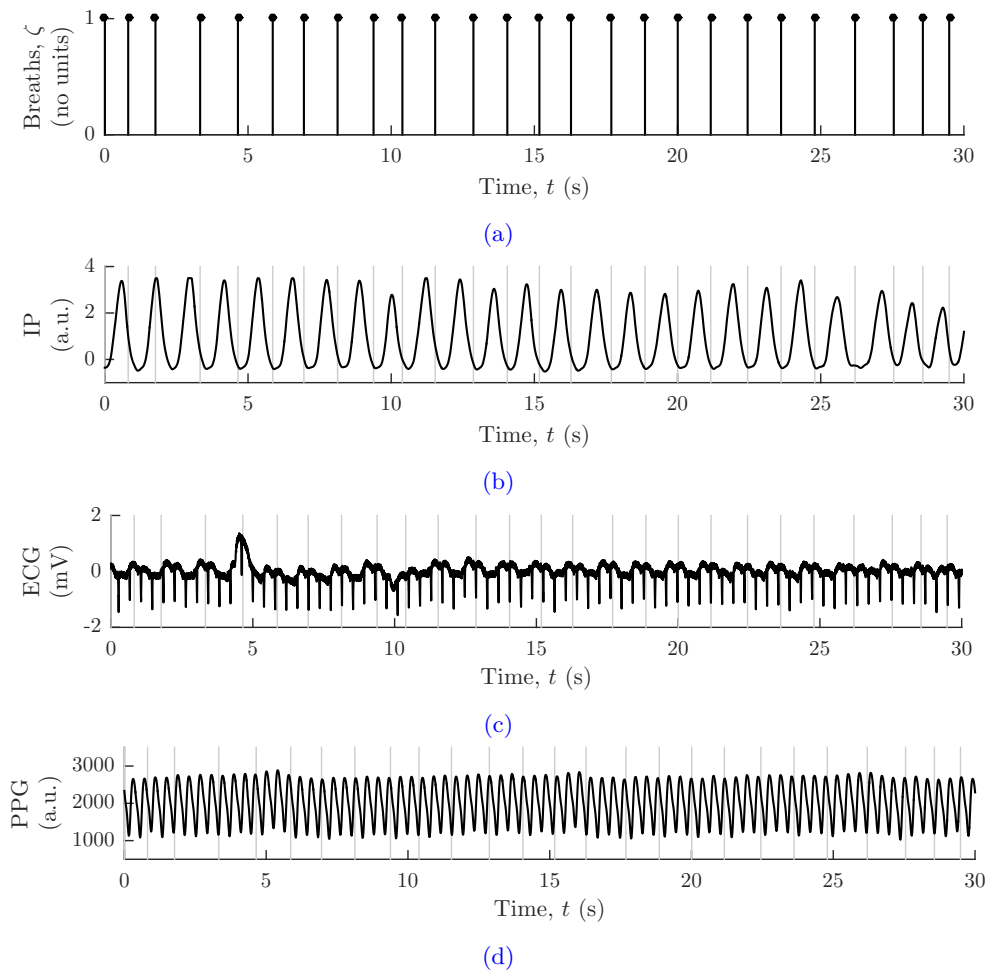 Breaths, ζ
(no units)
1
0
0 5 10 15 20 25 30
Time, t (s)
(a)
IP
(a.u.)
4
2
0
0 5 10 15 20 25 30
Time, t (s)
(b)
ECG
(mV)
2
0
-2
0 5 10 15 20 25 30
Time, t (s)
(c)
PPG
(a.u.)
3000
2000
1000
0 5 10 15 20 25 30
Time, t (s)
(d)